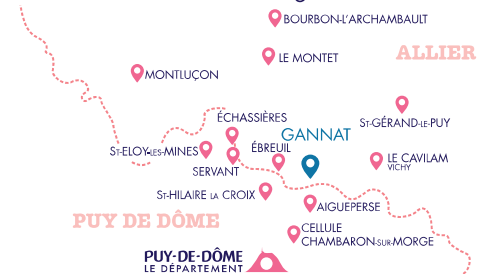 BOURBON-L'ARCHAMBAULT
LE MONTET
ALLIER
MONTLUÇON
ÉCHASSIÈRES
ST-GÉRAND-LE-PUY
GANNAT
ST-ELOY-LES-MINES
ÉBREUIL
LE CAVILAM
VICHY
SERVANT
ST-HILAIRE LA CROIX
AIGUEPERSE
PUY DE DÔME
CELLULE
CHAMBARON-SUR-MORGE
PUY-DE-DÔME
LE DÉPARTEMENT